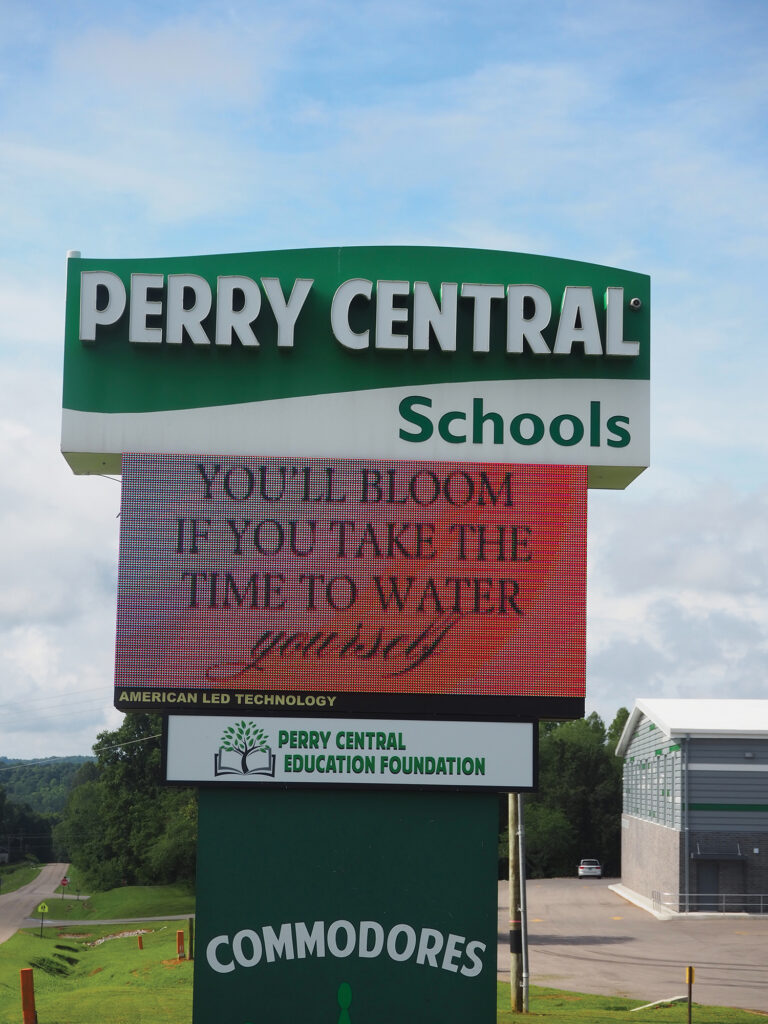 PERRY CENTRAL
Schools
YOU'LL BLOOM
IF YOU TAKE THE
TIME TO WATER
yourself
AMERICAN LED TECHNOLOGY
PERRY CENTRAL
EDUCATION FOUNDATION
COMMODORES